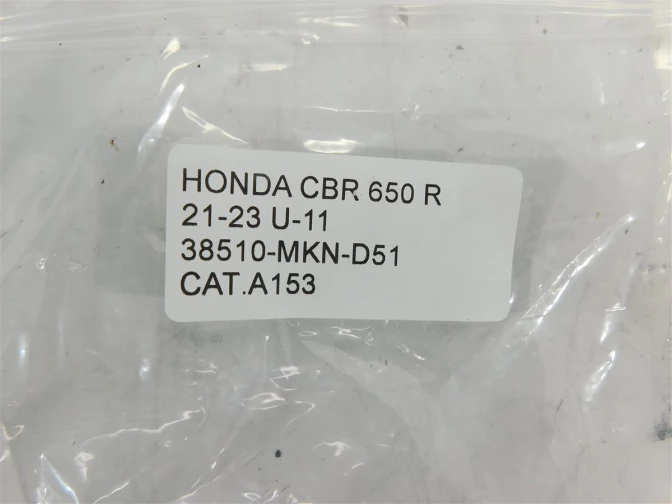 HONDA CBR 650 R
21-23 U-11
38510-MKN-D51
CAT.A153